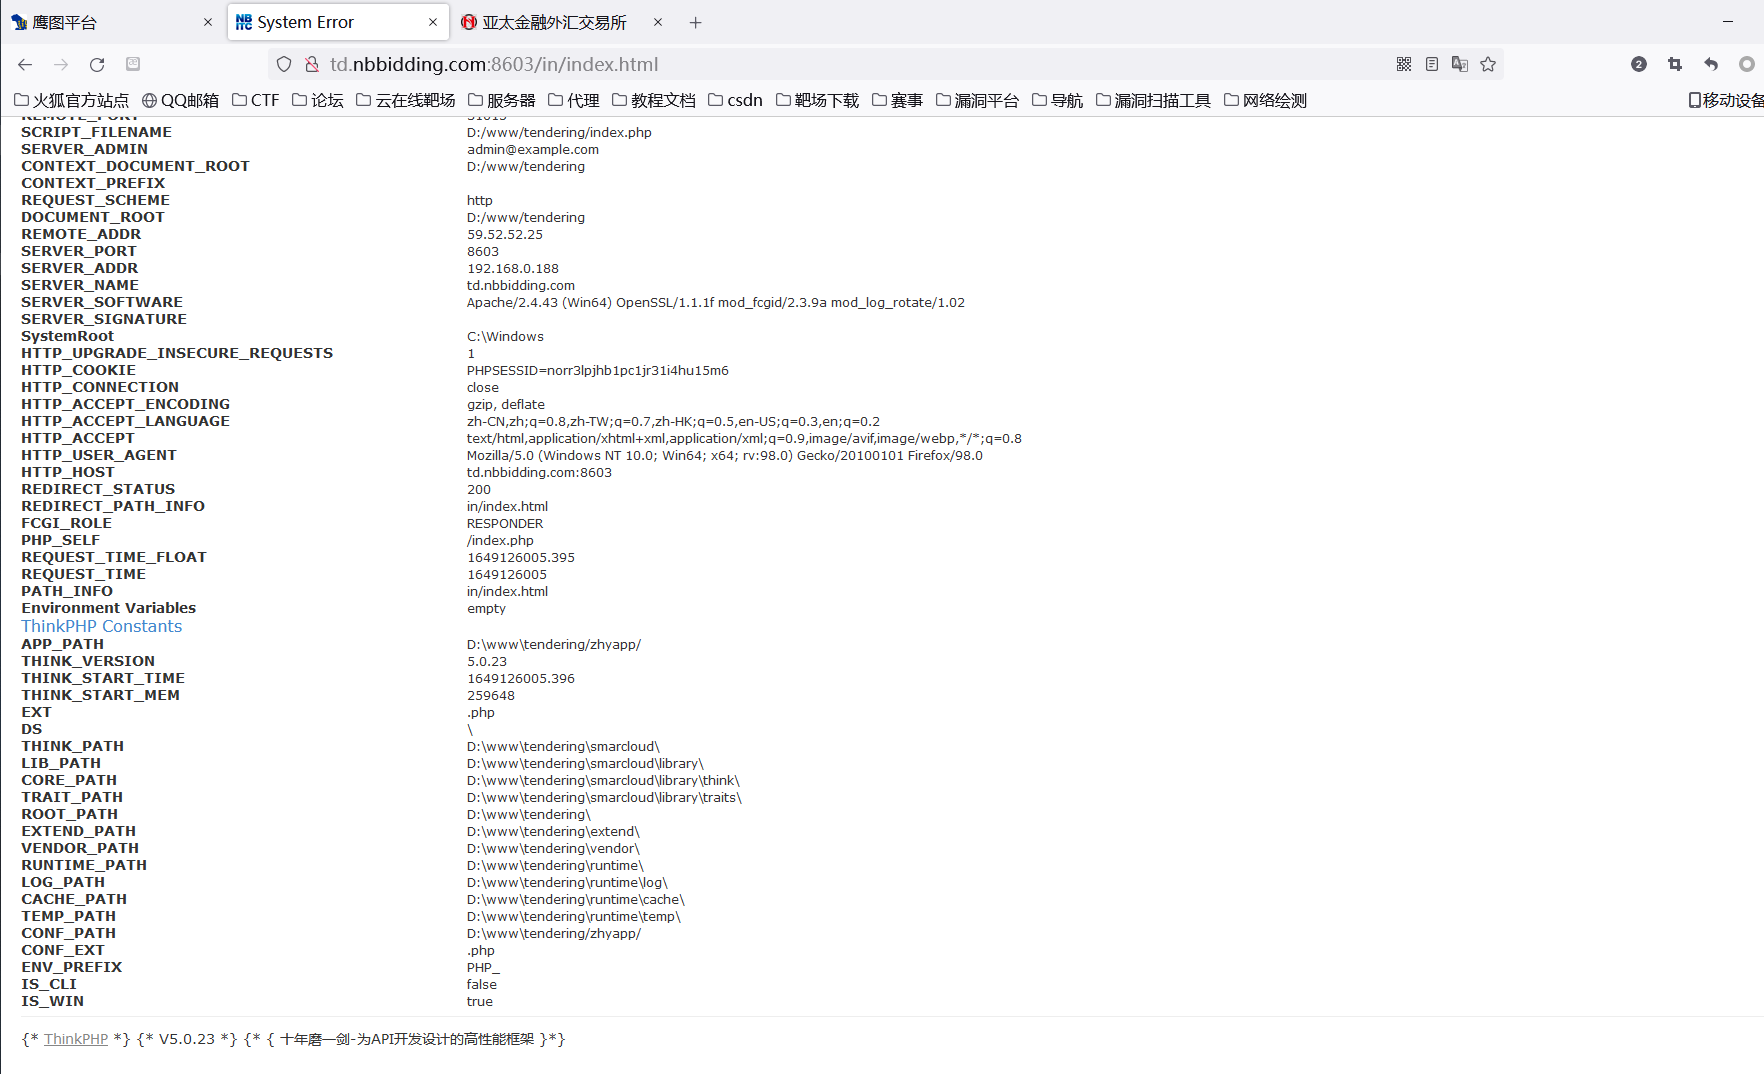 鹰图平台
System Error
亚太金融外汇交易所
td.nbbidding.com:8603/in/index.html
2
火狐官方站点 QQ邮箱 CTF 论坛 云在线靶场 服务器 代理 教程文档 csdn 靶场下载 赛事 漏洞平台 导航 漏洞扫描工具 网络绘测 移动设备
REMOTE_PORT
SCRIPT_FILENAME D:/www/tendering/index.php
SERVER_ADMIN admin@example.com
CONTEXT_DOCUMENT_ROOT D:/www/tendering
CONTEXT_PREFIX
REQUEST_SCHEME http
DOCUMENT_ROOT D:/www/tendering
REMOTE_ADDR 59.52.52.25
SERVER_PORT 8603
SERVER_ADDR 192.168.0.188
SERVER_NAME td.nbbidding.com
SERVER_SOFTWARE Apache/2.4.43 (Win64) OpenSSL/1.1.1f mod_fcgid/2.3.9a mod_log_rotate/1.02
SERVER_SIGNATURE
SystemRoot C:\Windows
HTTP_UPGRADE_INSECURE_REQUESTS 1
HTTP_COOKIE PHPSESSID=norr3lpjhb1pc1jr31i4hu15m6
HTTP_CONNECTION close
HTTP_ACCEPT_ENCODING gzip, deflate
HTTP_ACCEPT_LANGUAGE zh-CN,zh;q=0.8,zh-TW;q=0.7,zh-HK;q=0.5,en-US;q=0.3,en;q=0.2
HTTP_ACCEPT text/html,application/xhtml+xml,application/xml;q=0.9,image/avif,image/webp,*/*;q=0.8
HTTP_USER_AGENT Mozilla/5.0 (Windows NT 10.0; Win64; x64; rv:98.0) Gecko/20100101 Firefox/98.0
HTTP_HOST td.nbbidding.com:8603
REDIRECT_STATUS 200
REDIRECT_PATH_INFO in/index.html
FCGI_ROLE RESPONDER
PHP_SELF /index.php
REQUEST_TIME_FLOAT 1649126005.395
REQUEST_TIME 1649126005
PATH_INFO in/index.html
Environment Variables empty
ThinkPHP Constants
APP_PATH D:\www\tendering/zhyapp/
THINK_VERSION 5.0.23
THINK_START_TIME 1649126005.396
THINK_START_MEM 259648
EXT .php
DS \
THINK_PATH D:\www\tendering\smarcloud\
LIB_PATH D:\www\tendering\smarcloud\library\
CORE_PATH D:\www\tendering\smarcloud\library\think\
TRAIT_PATH D:\www\tendering\smarcloud\library\traits\
ROOT_PATH D:\www\tendering\
EXTEND_PATH D:\www\tendering\extend\
VENDOR_PATH D:\www\tendering\vendor\
RUNTIME_PATH D:\www\tendering\runtime\
LOG_PATH D:\www\tendering\runtime\log\
CACHE_PATH D:\www\tendering\runtime\cache\
TEMP_PATH D:\www\tendering\runtime\temp\
CONF_PATH D:\www\tendering/zhyapp/
CONF_EXT .php
ENV_PREFIX PHP_
IS_CLI false
IS_WIN true
{* ThinkPHP *} {* V5.0.23 *} {* { 十年磨一剑-为API开发设计的高性能框架 }*}